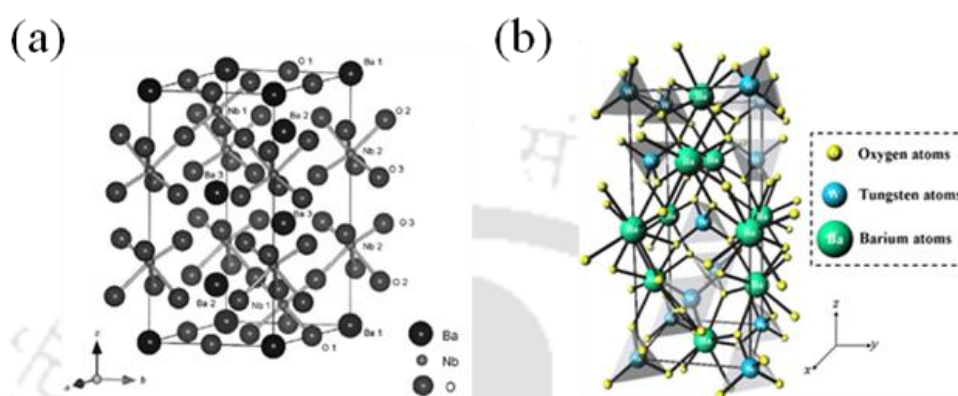 (a)
(b)
Ba 1
O 1
Nb 1
Ba 2
O 2
Nb 2
O 3
Ba 3
Ba 3
O 3
Nb 2
O 2
Ba 2
Nb 1
Ba 1
O 1
c
a
b
Ba
Nb
O
Oxygen atoms
W
Tungsten atoms
Ba
Barium atoms
z
y
x